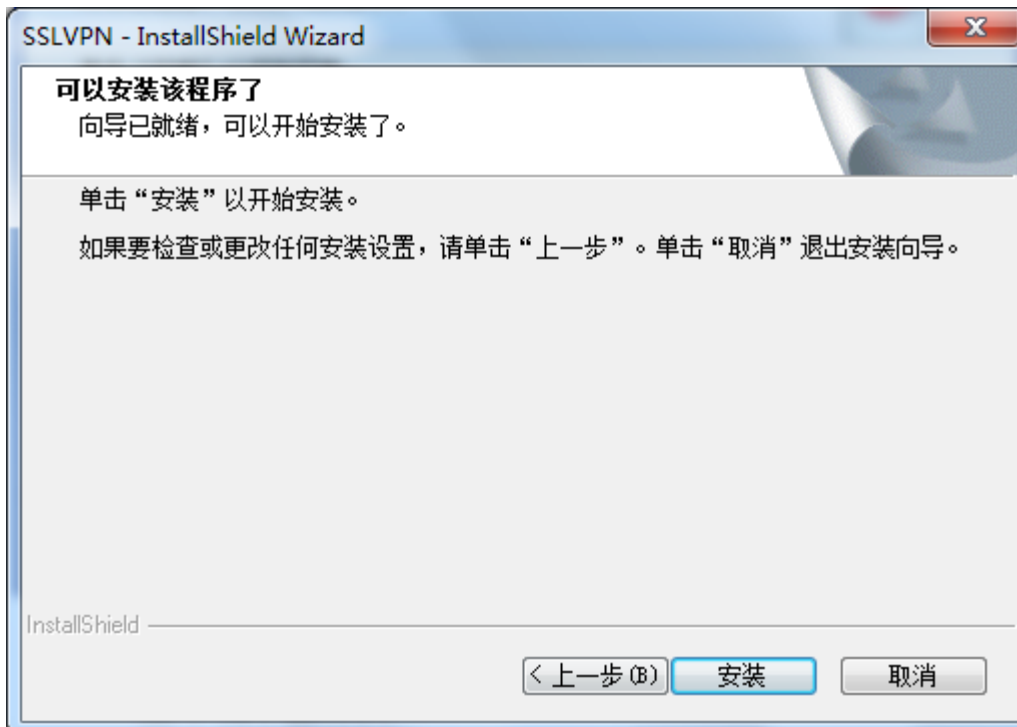 SSLVPN - InstallShield Wizard
可以安装该程序了
向导已就绪，可以开始安装了。
单击“安装”以开始安装。
如果要检查或更改任何安装设置，请单击“上一步”。单击“取消”退出安装向导。
InstallShield
< 上一步(B)
安装
取消